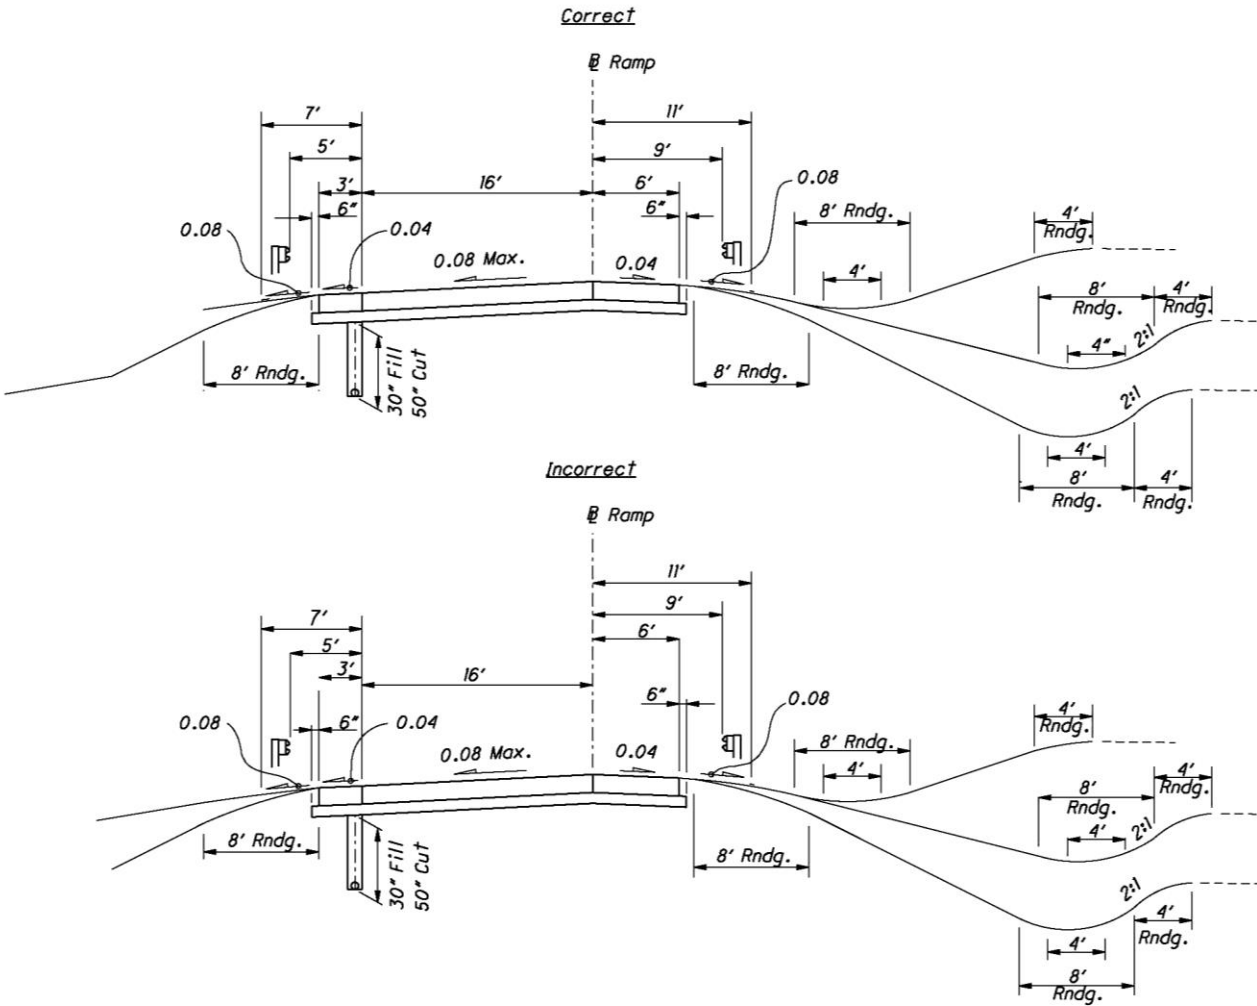 Correct
℄ Ramp
7' 11'
5' 9'
3' 16' 6' 0.08
6" 6" 8' Rndg. 4'
Rndg.
0.08 0.04
0.08 Max. 0.04 4' 8'
Rndg. 4'
Rndg.
4" 2:1
8' Rndg. 30" Fill
50" Cut 8' Rndg. 2:1
4'
8'
Rndg. 4'
Rndg.
Incorrect
℄ Ramp
11'
7' 9'
5' 6'
3' 16'
6" 0.08
0.08 6" 0.04 4'
Rndg.
0.08 Max. 0.04 8' Rndg.
4' 8'
Rndg. 4'
Rndg.
4' 2:1
8' Rndg. 30" Fill
50" Cut 8' Rndg. 2:1
4'
Rndg.
4'
8'
Rndg.